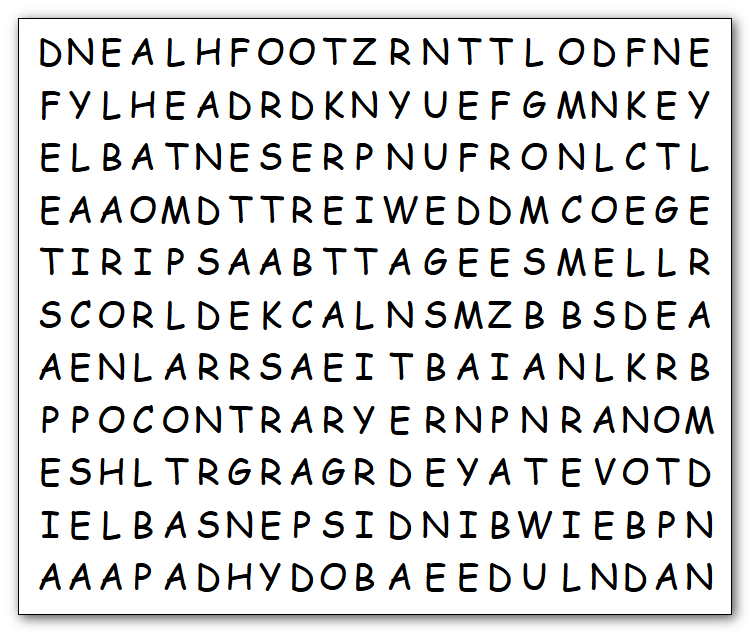 DNEALHFOOTZRNTTLODFNE
FYLHEADRDKNYUEFGMNKEY
ELBATNESERPNUFRONLCTL
EAAOMDTTREIWEDDMCOEGE
TIRIPSAABTTAGEESMELLR
SCORLDEKCALNSMZBBSDEA
AENLARRSAEITBAIANLKRB
PPOCONTRARYERNPNRANOM
ESHLTRGRAGRDEYATEVOTD
IELBASNEPSIDNIBWIEBPN
AAAPADHYDOBAEEDULNDAN